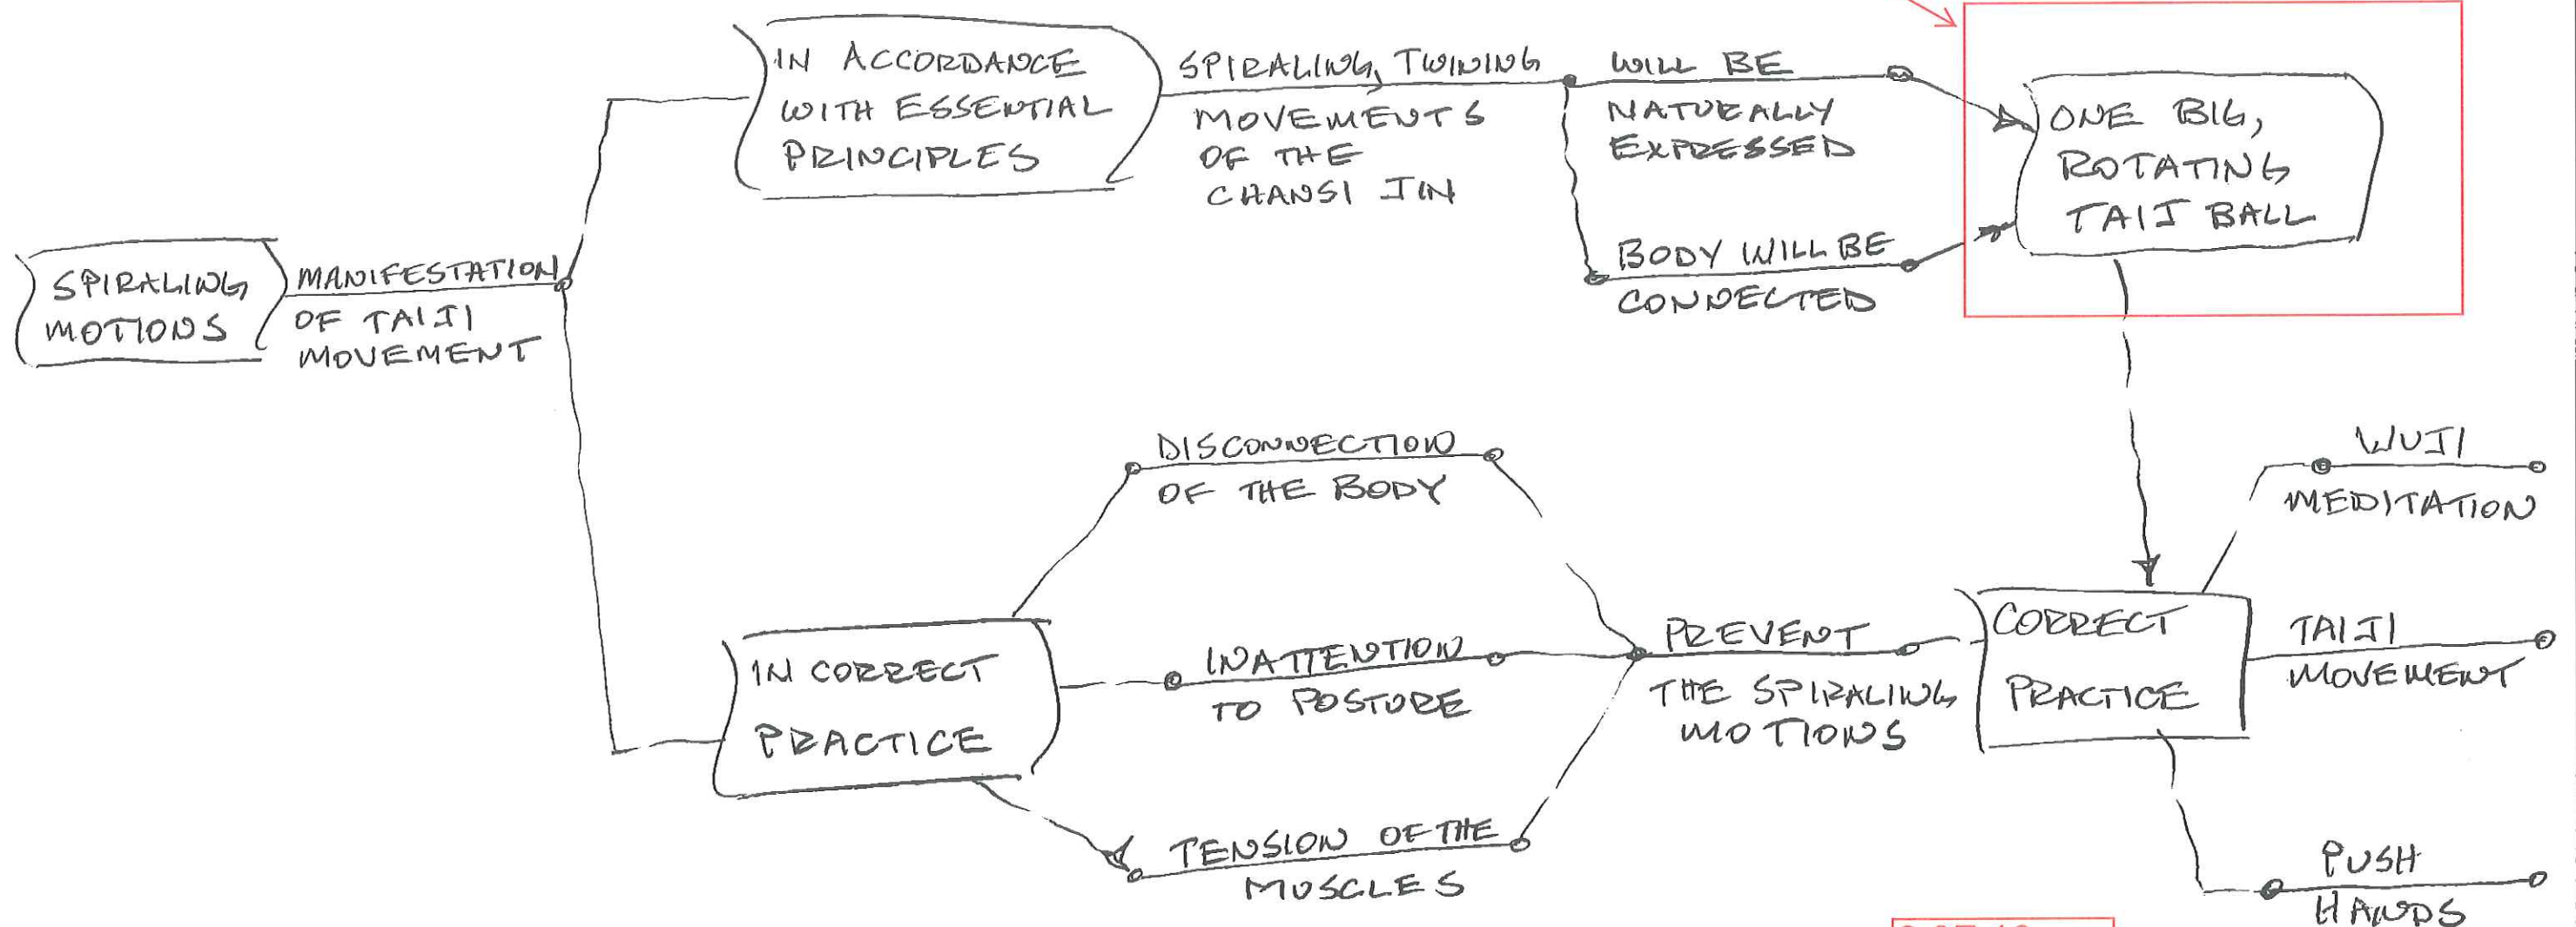 SPIRALING
MOTIONS
MANIFESTATION
OF TAIJI
MOVEMENT
IN ACCORDANCE
WITH ESSENTIAL
PRINCIPLES
SPIRALING, TWINING
MOVEMENTS
OF THE
CHANSI JIN
WILL BE
NATURALLY
EXPRESSED
BODY WILL BE
CONNECTED
ONE BIG,
ROTATING
TAIJ BALL
IN CORRECT
PRACTICE
DISCONNECTION
OF THE BODY
INATTENTION
TO POSTURE
TENSION OF THE
MUSCLES
PREVENT
THE SPIRALING
MOTIONS
CORRECT
PRACTICE
WUJI
MEDITATION
TAIJI
MOVEMENT
PUSH
HANDS